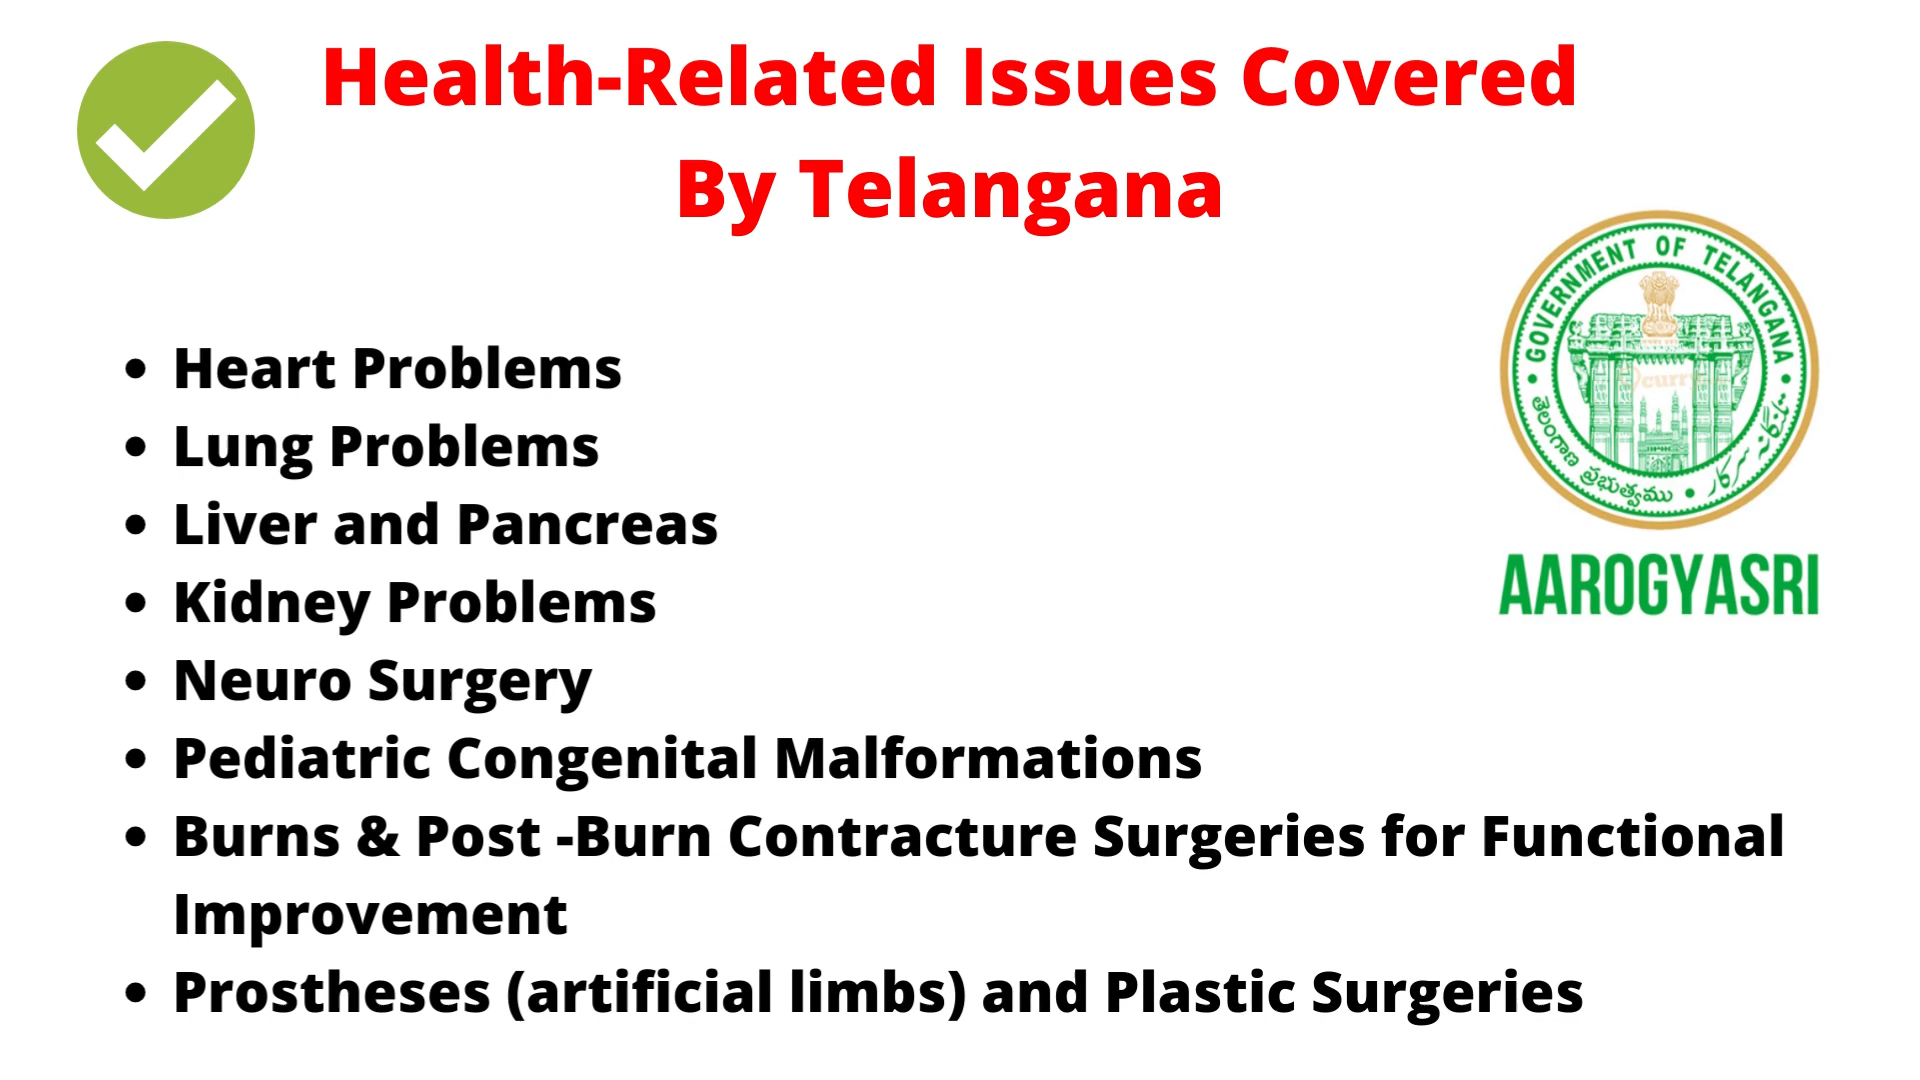 Health-Related Issues Covered
By Telangana
GOVERNMENT OF TELANGANA
తెలంగాణ ప్రభుత్వము
AAROGYASRI
• Heart Problems
• Lung Problems
• Liver and Pancreas
• Kidney Problems
• Neuro Surgery
• Pediatric Congenital Malformations
• Burns & Post -Burn Contracture Surgeries for Functional
Improvement
• Prostheses (artificial limbs) and Plastic Surgeries